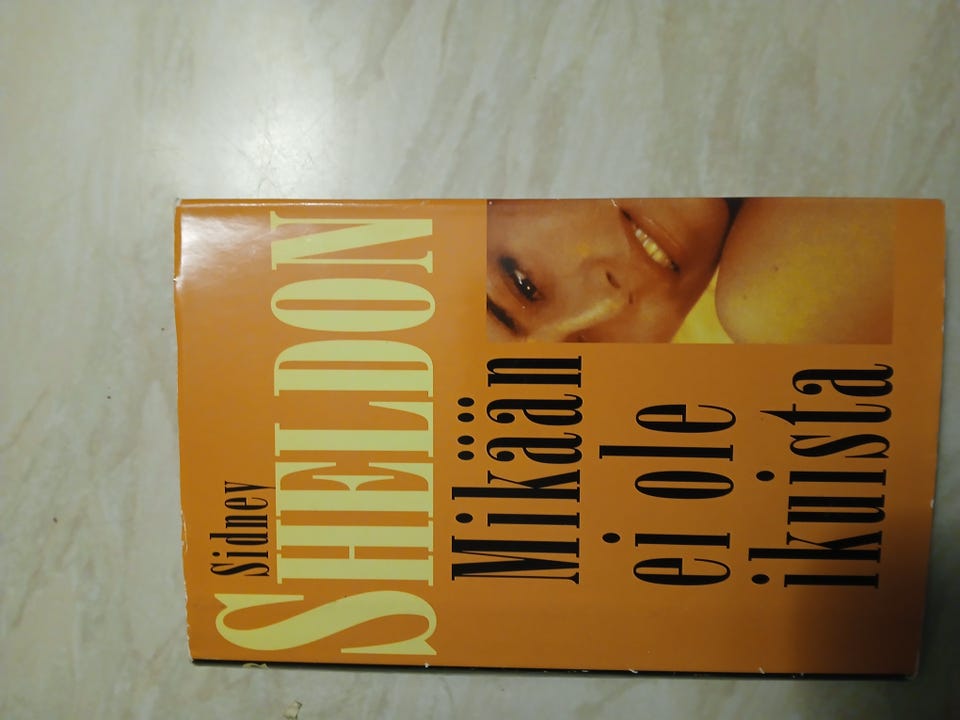 Sidney
SHELDON
Mikään
ei ole
ikuista